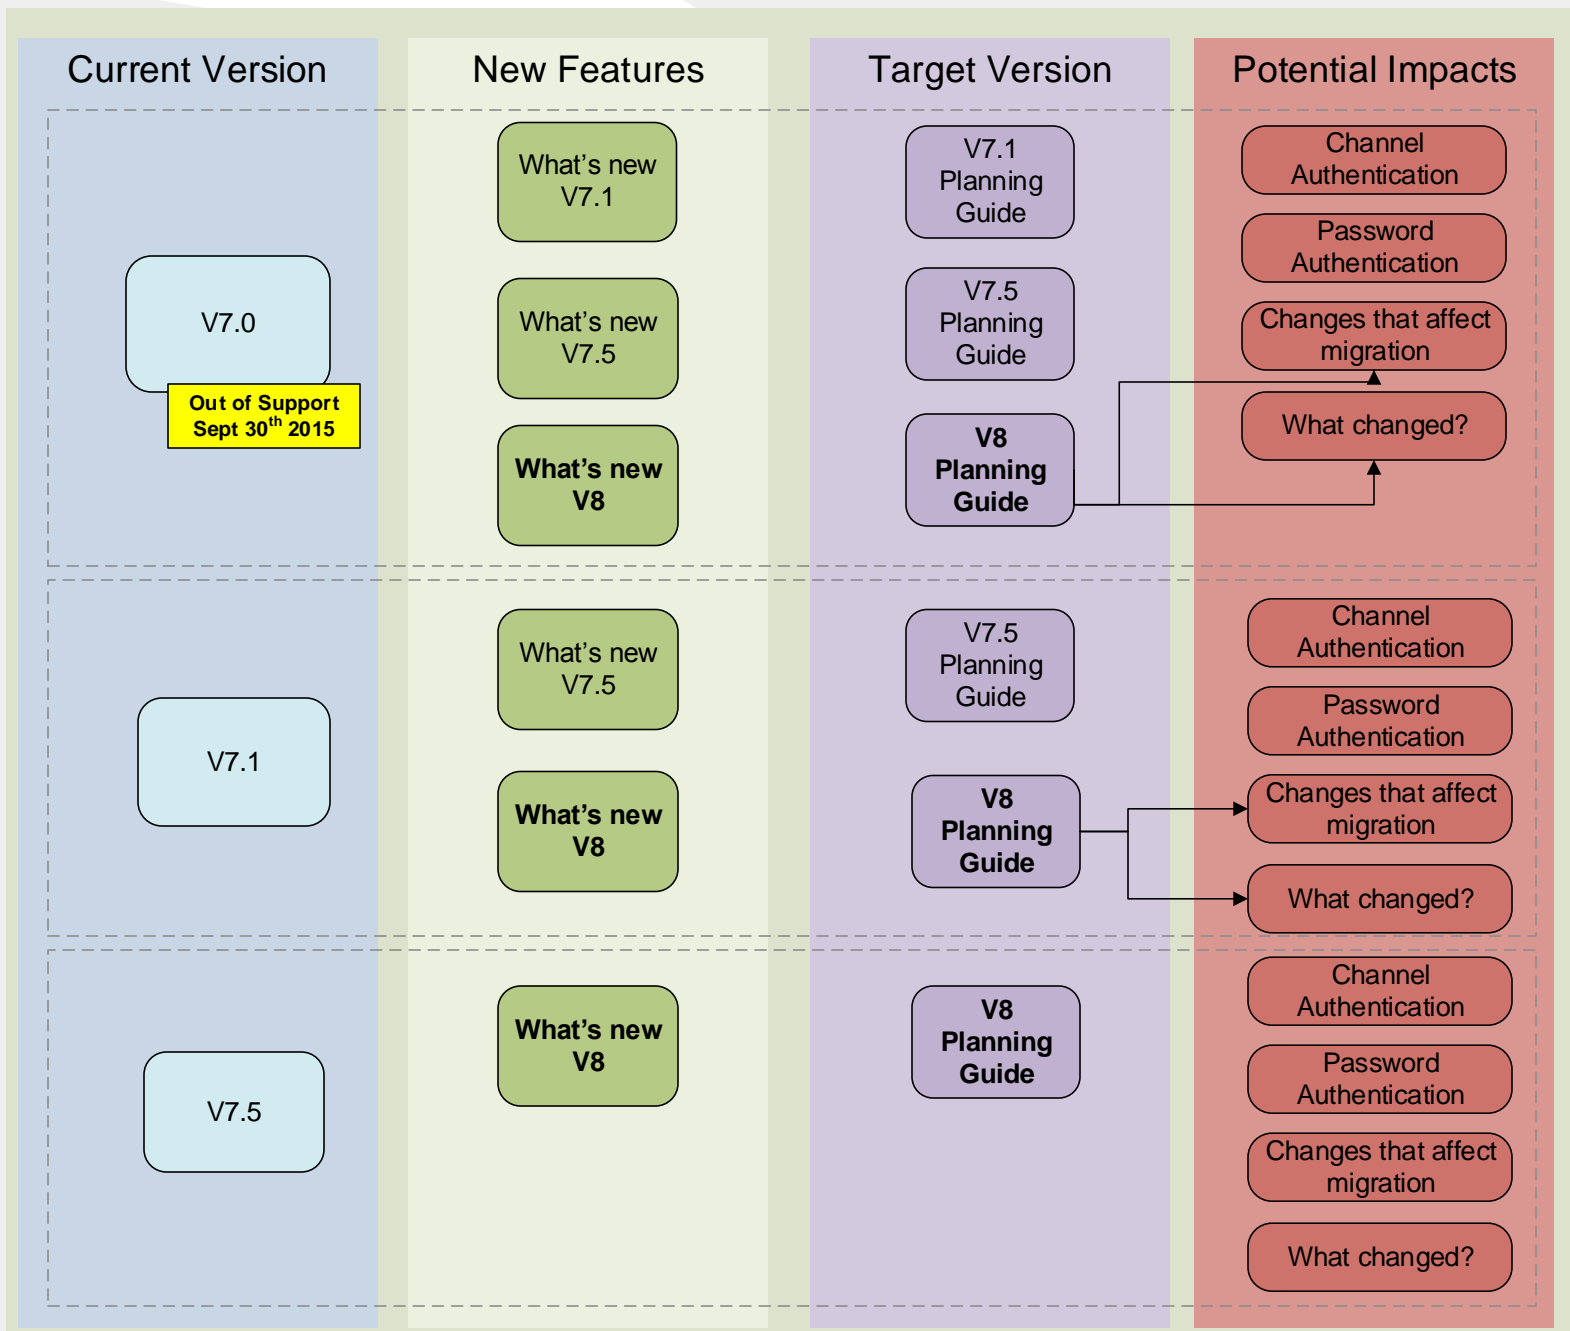 Current Version
New Features
Target Version
Potential Impacts
V7.0
Out of Support
Sept 30th 2015
What's new
V7.1
What's new
V7.5
What's new
V8
V7.1
Planning
Guide
V7.5
Planning
Guide
V8
Planning
Guide
Channel
Authentication
Password
Authentication
Changes that affect
migration
What changed?
V7.1
What's new
V7.5
What's new
V8
V7.5
Planning
Guide
V8
Planning
Guide
Channel
Authentication
Password
Authentication
Changes that affect
migration
What changed?
V7.5
What's new
V8
V8
Planning
Guide
Channel
Authentication
Password
Authentication
Changes that affect
migration
What changed?